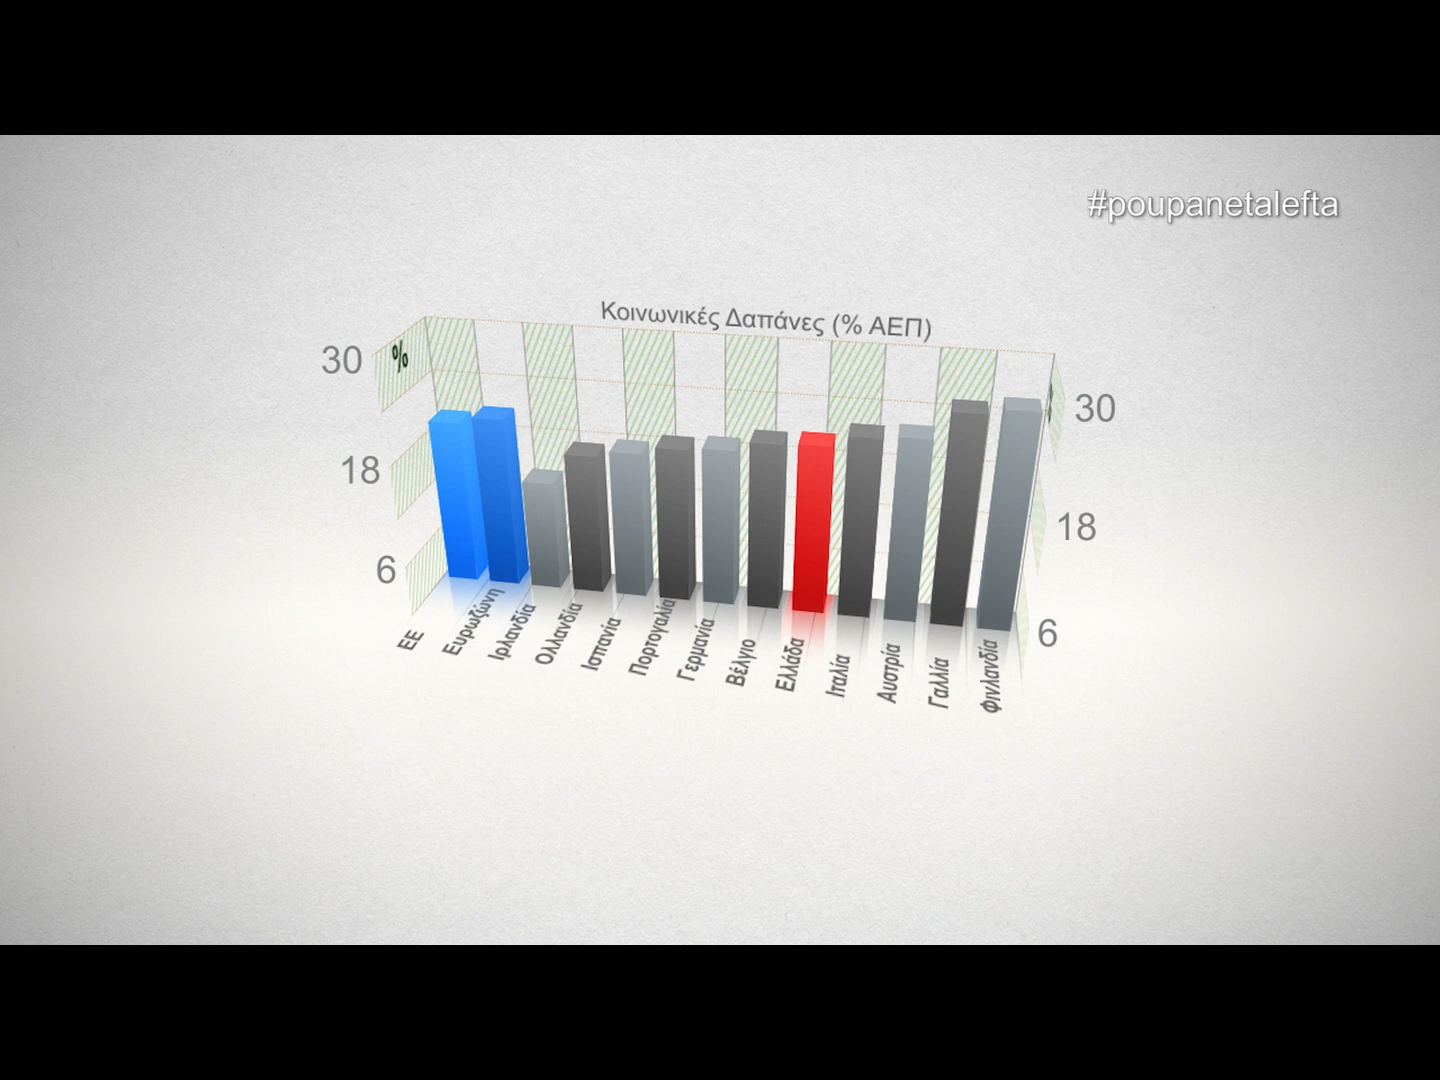 #poupanetalefta
Κοινωνικές Δαπάνες (% ΑΕΠ)
%
30
18
6
30
18
6
ΕΕ
Ευρωζώνη
Ιρλανδία
Ολλανδία
Ισπανία
Πορτογαλία
Γερμανία
Βέλγιο
Ελλάδα
Ιταλία
Αυστρία
Γαλλία
Φινλανδία